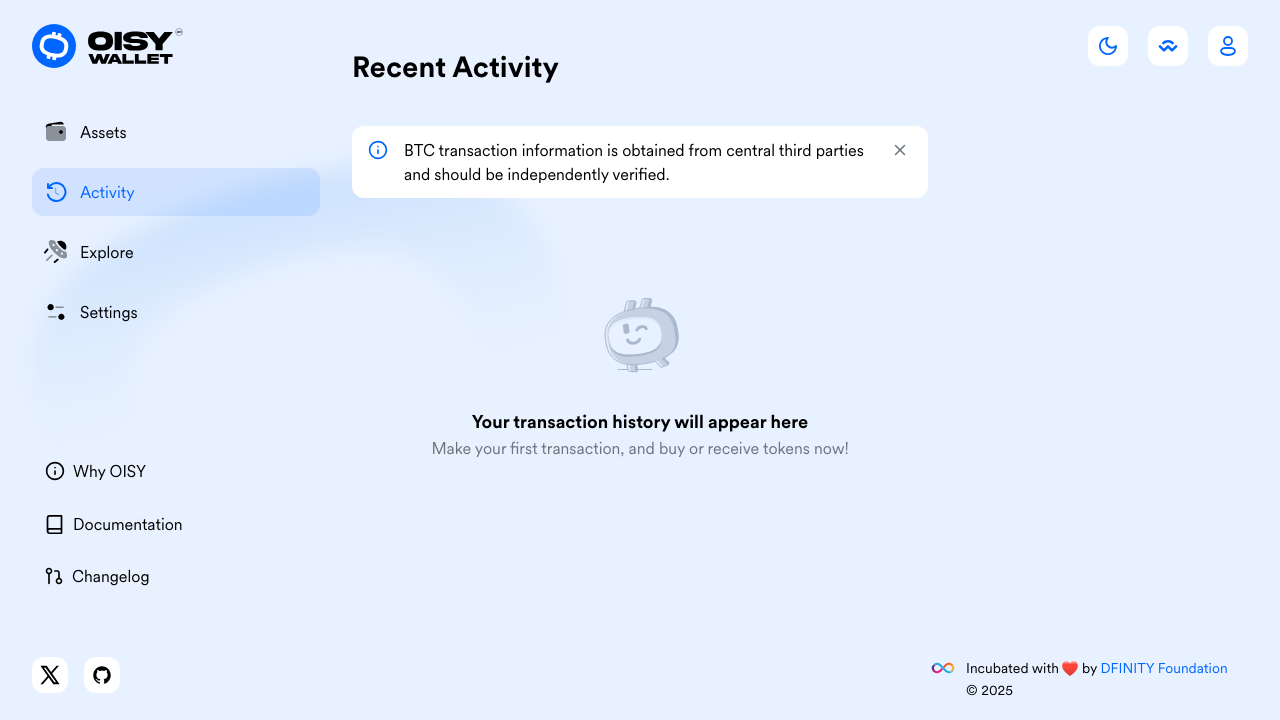 OISY
WALLET
Recent Activity
Assets
BTC transaction information is obtained from central third parties
and should be independently verified.
Activity
Explore
Settings
Your transaction history will appear here
Make your first transaction, and buy or receive tokens now!
Why OISY
Documentation
Changelog
Incubated with ❤️ by DFINITY Foundation
© 2025